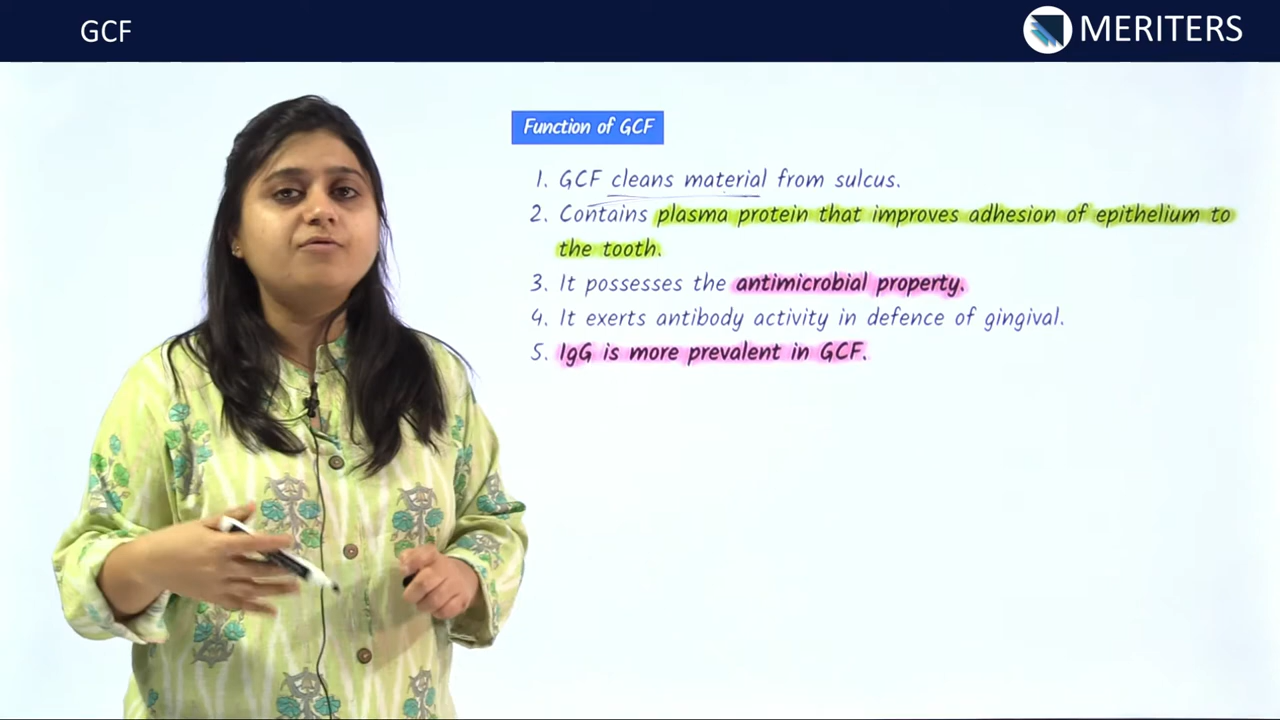 GCF
MERITERS
Function of GCF
1. GCF cleans material from sulcus.
2. Contains plasma protein that improves adhesion of epithelium to
the tooth.
3. It possesses the antimicrobial property.
4. It exerts antibody activity in defence of gingival.
5. IgG is more prevalent in GCF.